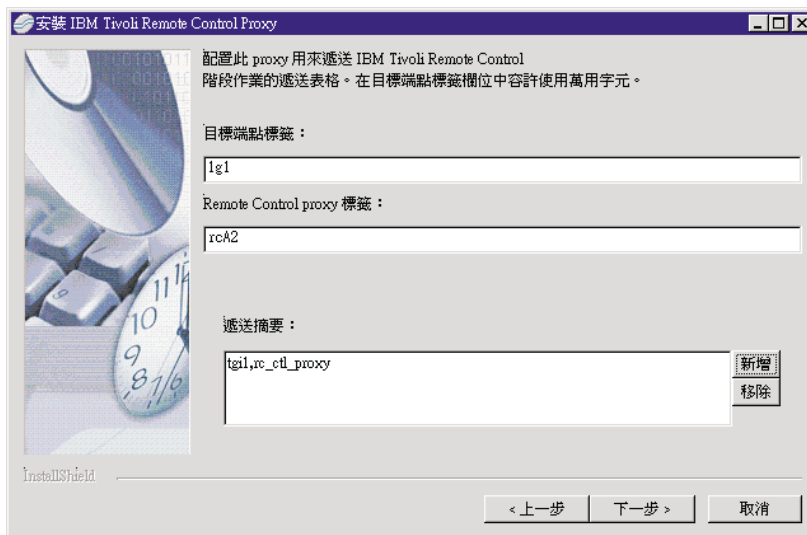 安裝 IBM Tivoli Remote Control Proxy
配置此 proxy 用來遞送 IBM Tivoli Remote Control
階段作業的遞送表格。在目標端點標籤欄位中容許使用萬用字元。
目標端點標籤：
1g1
Remote Control proxy 標籤：
rcA2
遞送摘要：
tgi1,rc_ctl_proxy
新增
移除
InstallShield
< 上一步
下一步 >
取消